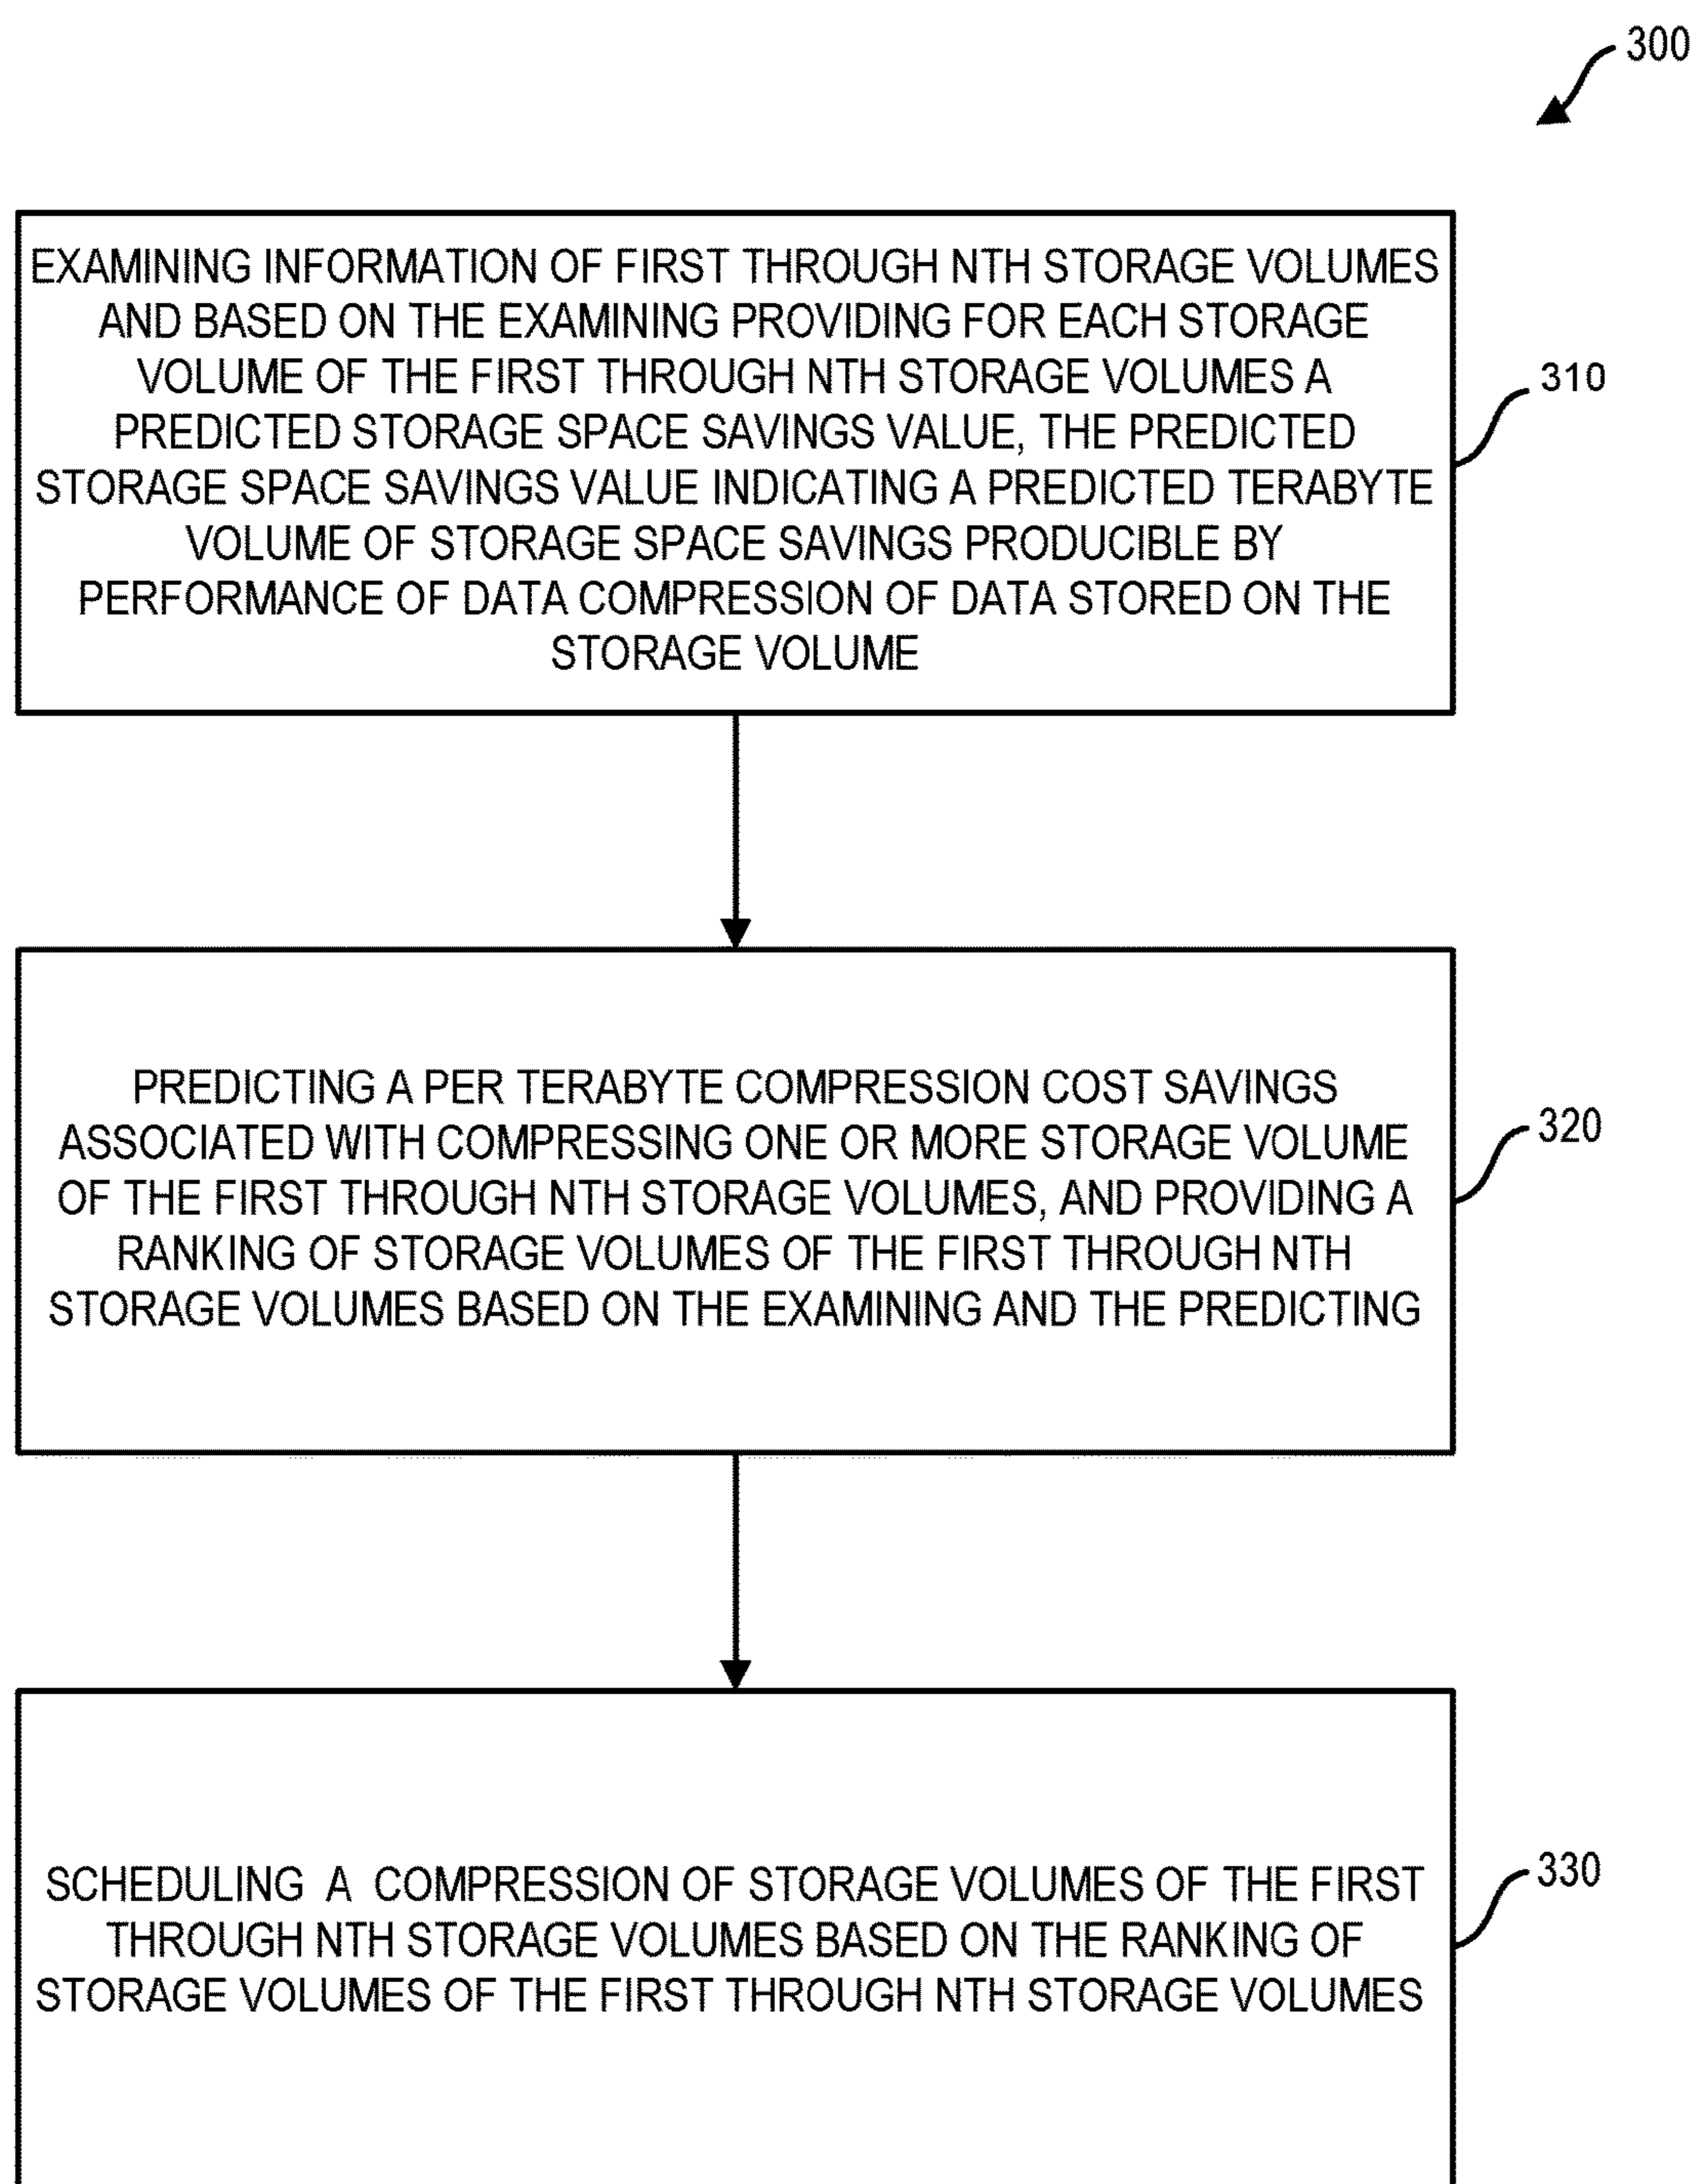 300
EXAMINING INFORMATION OF FIRST THROUGH NTH STORAGE VOLUMES
AND BASED ON THE EXAMINING PROVIDING FOR EACH STORAGE
VOLUME OF THE FIRST THROUGH NTH STORAGE VOLUMES A
PREDICTED STORAGE SPACE SAVINGS VALUE, THE PREDICTED
STORAGE SPACE SAVINGS VALUE INDICATING A PREDICTED TERABYTE
VOLUME OF STORAGE SPACE SAVINGS PRODUCIBLE BY
PERFORMANCE OF DATA COMPRESSION OF DATA STORED ON THE
STORAGE VOLUME
310
PREDICTING A PER TERABYTE COMPRESSION COST SAVINGS
ASSOCIATED WITH COMPRESSING ONE OR MORE STORAGE VOLUME
OF THE FIRST THROUGH NTH STORAGE VOLUMES, AND PROVIDING A
RANKING OF STORAGE VOLUMES OF THE FIRST THROUGH NTH
STORAGE VOLUMES BASED ON THE EXAMINING AND THE PREDICTING
320
SCHEDULING A COMPRESSION OF STORAGE VOLUMES OF THE FIRST
THROUGH NTH STORAGE VOLUMES BASED ON THE RANKING OF
STORAGE VOLUMES OF THE FIRST THROUGH NTH STORAGE VOLUMES
330